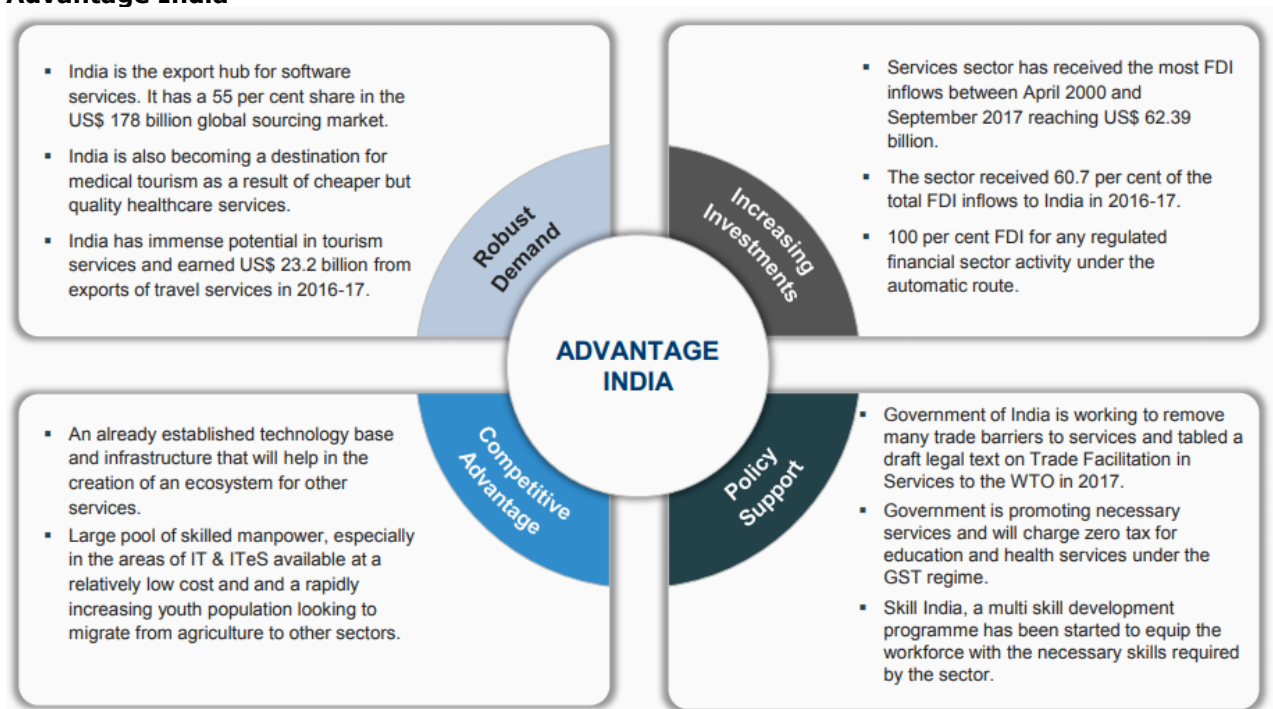 Advantage India
▪ India is the export hub for software
services. It has a 55 per cent share in the
US$ 178 billion global sourcing market.
▪ India is also becoming a destination for
medical tourism as a result of cheaper but
quality healthcare services.
▪ India has immense potential in tourism
services and earned US$ 23.2 billion from
exports of travel services in 2016-17.
Robust
Demand
▪ Services sector has received the most FDI
inflows between April 2000 and
September 2017 reaching US$ 62.39
billion.
▪ The sector received 60.7 per cent of the
total FDI inflows to India in 2016-17.
▪ 100 per cent FDI for any regulated
financial sector activity under the
automatic route.
Increasing
Investments
ADVANTAGE
INDIA
▪ An already established technology base
and infrastructure that will help in the
creation of an ecosystem for other
services.
▪ Large pool of skilled manpower, especially
in the areas of IT & ITeS available at a
relatively low cost and and a rapidly
increasing youth population looking to
migrate from agriculture to other sectors.
Competitive
Advantage
▪ Government of India is working to remove
many trade barriers to services and tabled a
draft legal text on Trade Facilitation in
Services to the WTO in 2017.
▪ Government is promoting necessary
services and will charge zero tax for
education and health services under the
GST regime.
▪ Skill India, a multi skill development
programme has been started to equip the
workforce with the necessary skills required
by the sector.
Policy
Support